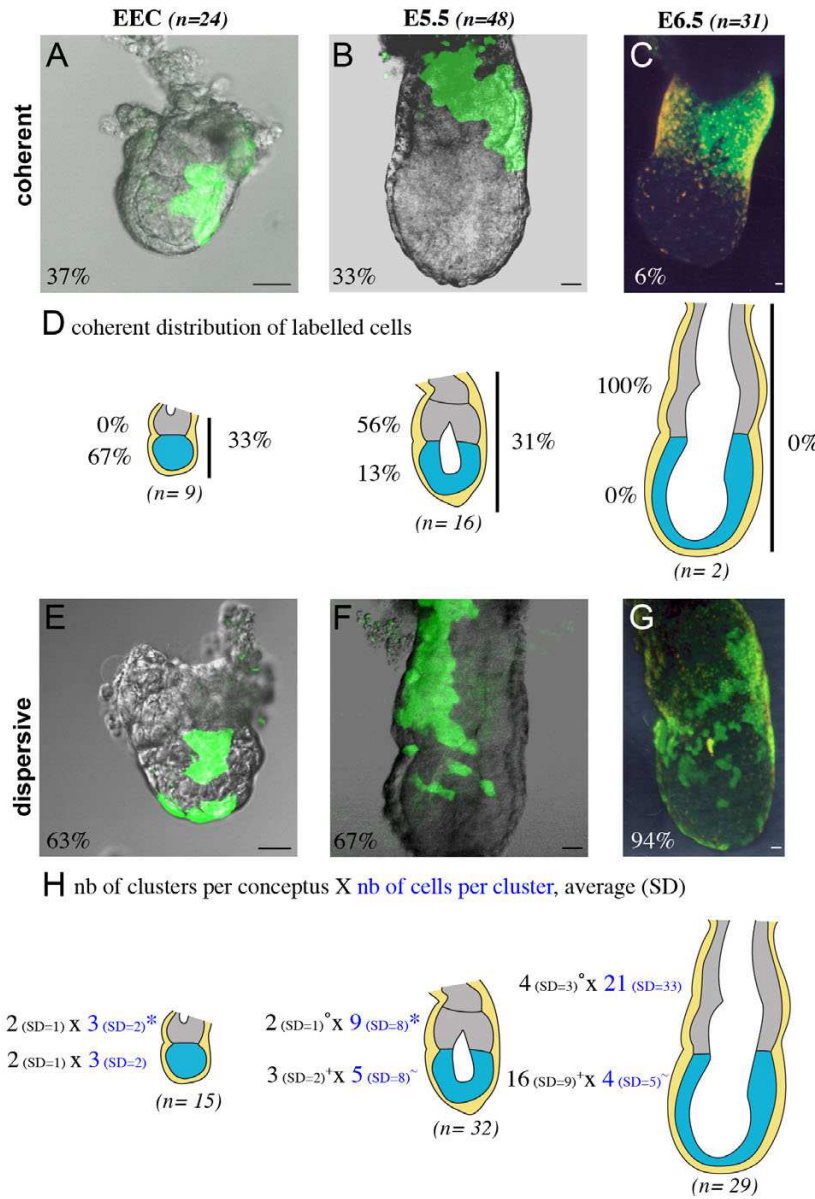 EEC (n=24) E5.5 (n=48) E6.5 (n=31)
coherent
A B C
37% 33% 6%
D coherent distribution of labelled cells
0% 33% 56% 31% 100% 0%
67% 13% 0%
(n= 9) (n= 16) (n= 2)
E F G
dispersive
63% 67% 94%
H nb of clusters per conceptus X nb of cells per cluster, average (SD)
2 (SD=1) x 3 (SD=2)* 2 (SD=1)° x 9 (SD=8)* 4 (SD=3)° x 21 (SD=33)
2 (SD=1) x 3 (SD=2) 3 (SD=2)+ x 5 (SD=8)~ 16 (SD=9)+ x 4 (SD=5)~
(n= 15) (n= 32) (n= 29)